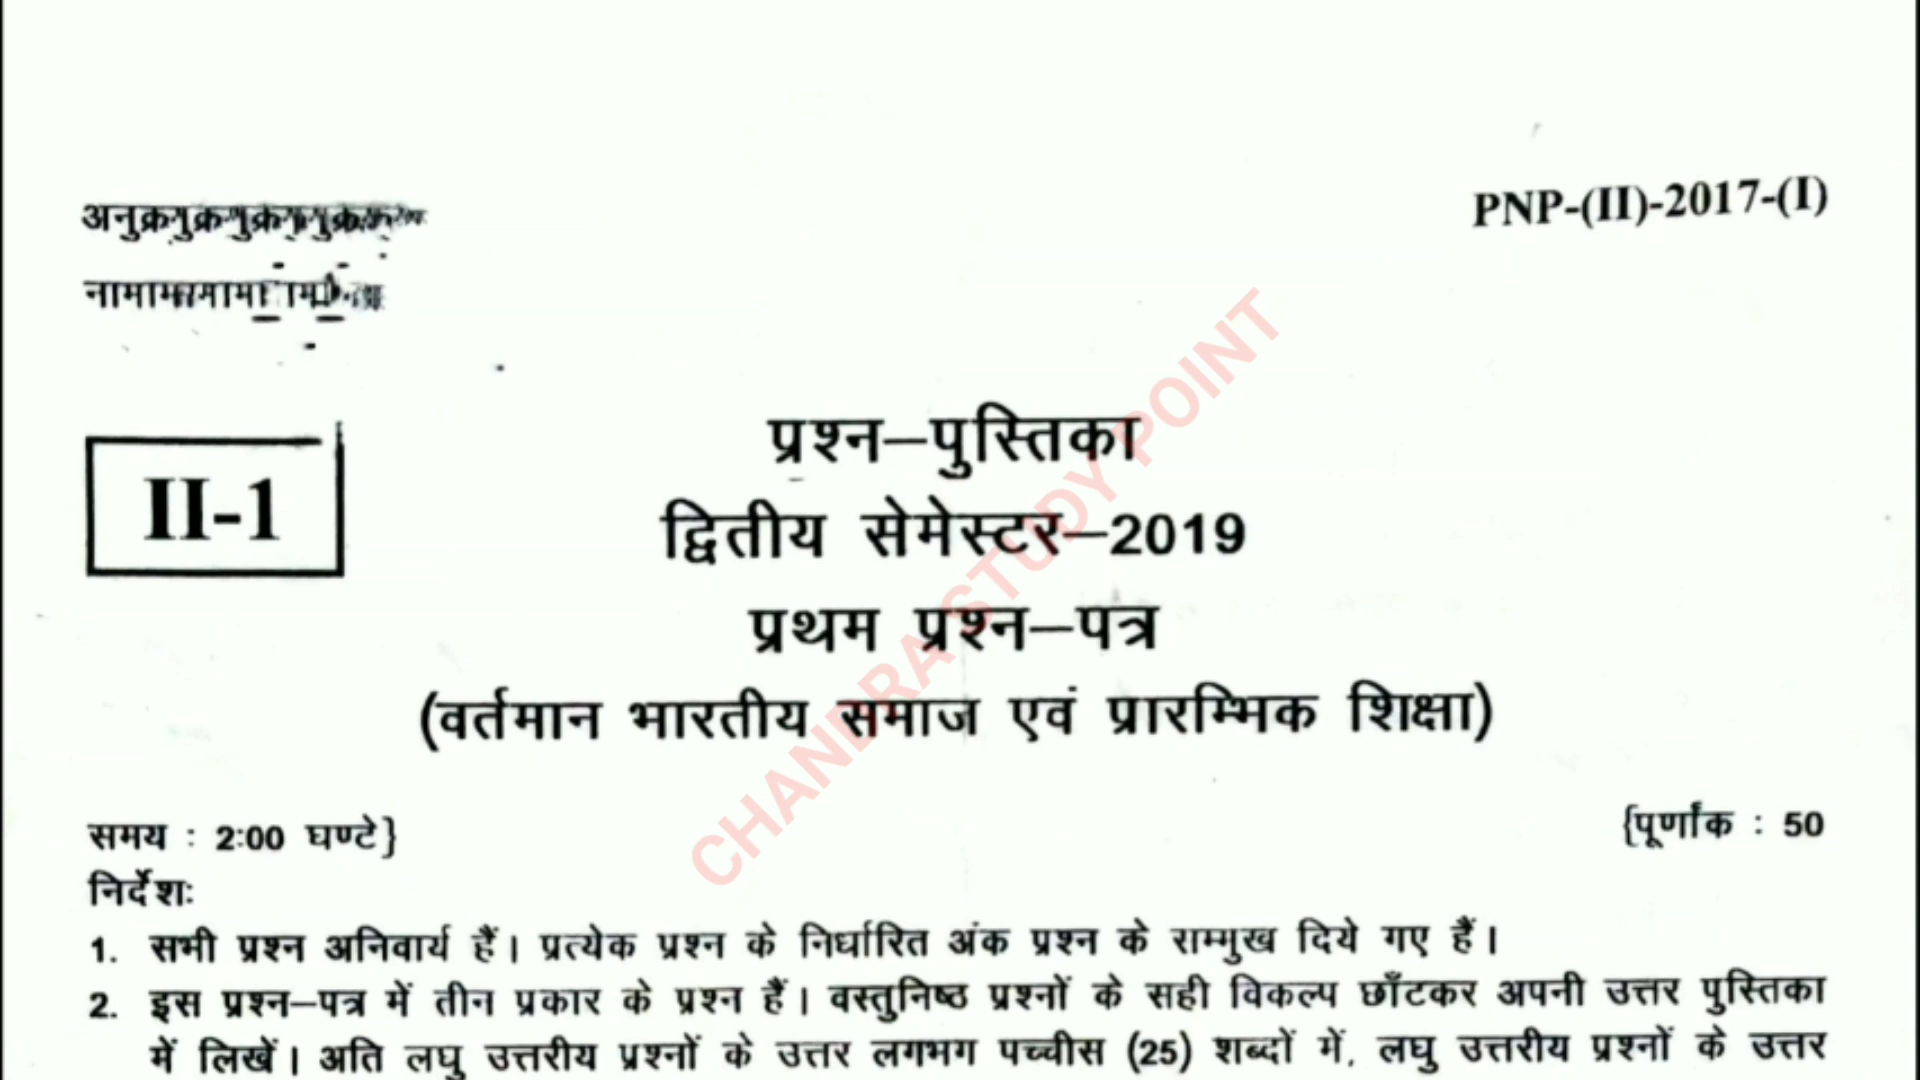 PNP-(II)-2017-(I)
II-1
प्रश्न–पुस्तिका
द्वितीय सेमेस्टर–2019
प्रथम प्रश्न–पत्र
(वर्तमान भारतीय समाज एवं प्रारम्भिक शिक्षा)
समय : 2:00 घण्टे}
{पूर्णांक : 50
निर्देशः
1. सभी प्रश्न अनिवार्य हैं। प्रत्येक प्रश्न के निर्धारित अंक प्रश्न के सम्मुख दिये गए हैं।
2. इस प्रश्न–पत्र में तीन प्रकार के प्रश्न हैं। वस्तुनिष्ठ प्रश्नों के सही विकल्प छाँटकर अपनी उत्तर पुस्तिका
में लिखें। अति लघु उत्तरीय प्रश्नों के उत्तर लगभग पच्चीस (25) शब्दों में, लघु उत्तरीय प्रश्नों के उत्तर
CHANDRA STUDY POINT